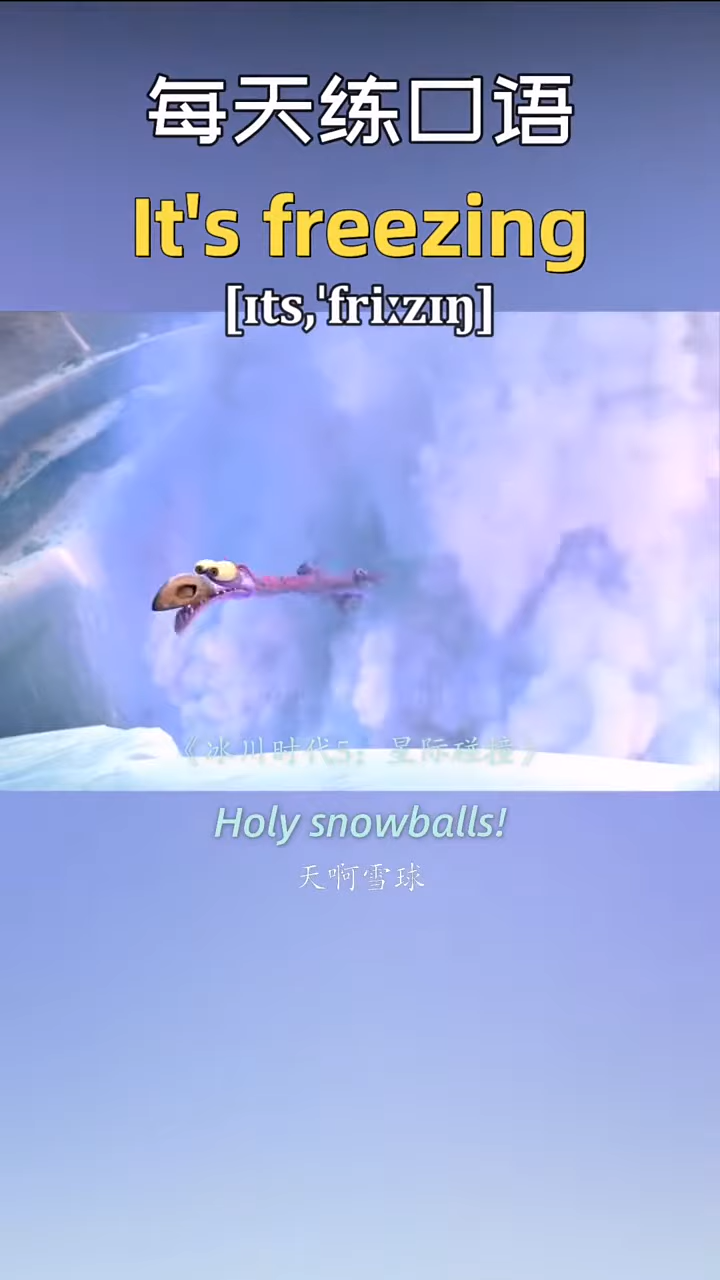 每天练口语
It's freezing
[ɪts,ˈfriːzɪŋ]
《冰川时代5：星际碰撞》
Holy snowballs!
天啊雪球